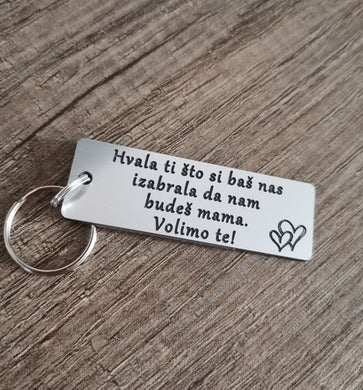 Hvala ti što si baš nas
izabrala da nam
budeš mama.
Volimo te!